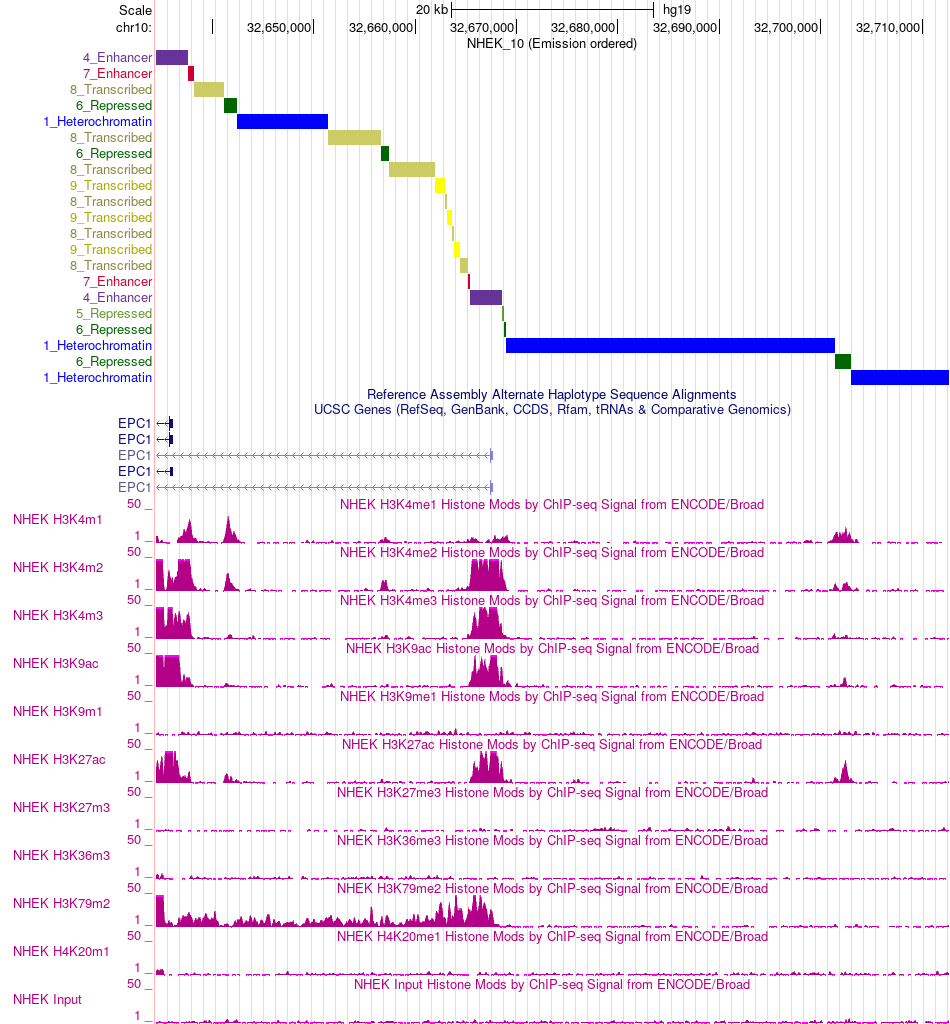 Scale 20 kb hg19
chr10: 32,650,000 32,660,000 32,670,000 32,680,000 32,690,000 32,700,000 32,710,000
NHEK_10 (Emission ordered)
4_Enhancer
7_Enhancer
8_Transcribed
6_Repressed
1_Heterochromatin
8_Transcribed
6_Repressed
8_Transcribed
9_Transcribed
8_Transcribed
9_Transcribed
8_Transcribed
9_Transcribed
8_Transcribed
7_Enhancer
4_Enhancer
5_Repressed
6_Repressed
1_Heterochromatin
6_Repressed
1_Heterochromatin
Reference Assembly Alternate Haplotype Sequence Alignments
UCSC Genes (RefSeq, GenBank, CCDS, Rfam, tRNAs & Comparative Genomics)
EPC1
EPC1
EPC1
EPC1
EPC1
50 _ NHEK H3K4me1 Histone Mods by ChIP-seq Signal from ENCODE/Broad
NHEK H3K4m1
1 _
50 _ NHEK H3K4me2 Histone Mods by ChIP-seq Signal from ENCODE/Broad
NHEK H3K4m2
1 _
50 _ NHEK H3K4me3 Histone Mods by ChIP-seq Signal from ENCODE/Broad
NHEK H3K4m3
1 _
50 _ NHEK H3K9ac Histone Mods by ChIP-seq Signal from ENCODE/Broad
NHEK H3K9ac
1 _
50 _ NHEK H3K9me1 Histone Mods by ChIP-seq Signal from ENCODE/Broad
NHEK H3K9m1
1 _
50 _ NHEK H3K27ac Histone Mods by ChIP-seq Signal from ENCODE/Broad
NHEK H3K27ac
1 _
50 _ NHEK H3K27me3 Histone Mods by ChIP-seq Signal from ENCODE/Broad
NHEK H3K27m3
1 _
50 _ NHEK H3K36me3 Histone Mods by ChIP-seq Signal from ENCODE/Broad
NHEK H3K36m3
1 _
50 _ NHEK H3K79me2 Histone Mods by ChIP-seq Signal from ENCODE/Broad
NHEK H3K79m2
1 _
50 _ NHEK H4K20me1 Histone Mods by ChIP-seq Signal from ENCODE/Broad
NHEK H4K20m1
1 _
50 _ NHEK Input Histone Mods by ChIP-seq Signal from ENCODE/Broad
NHEK Input
1 _